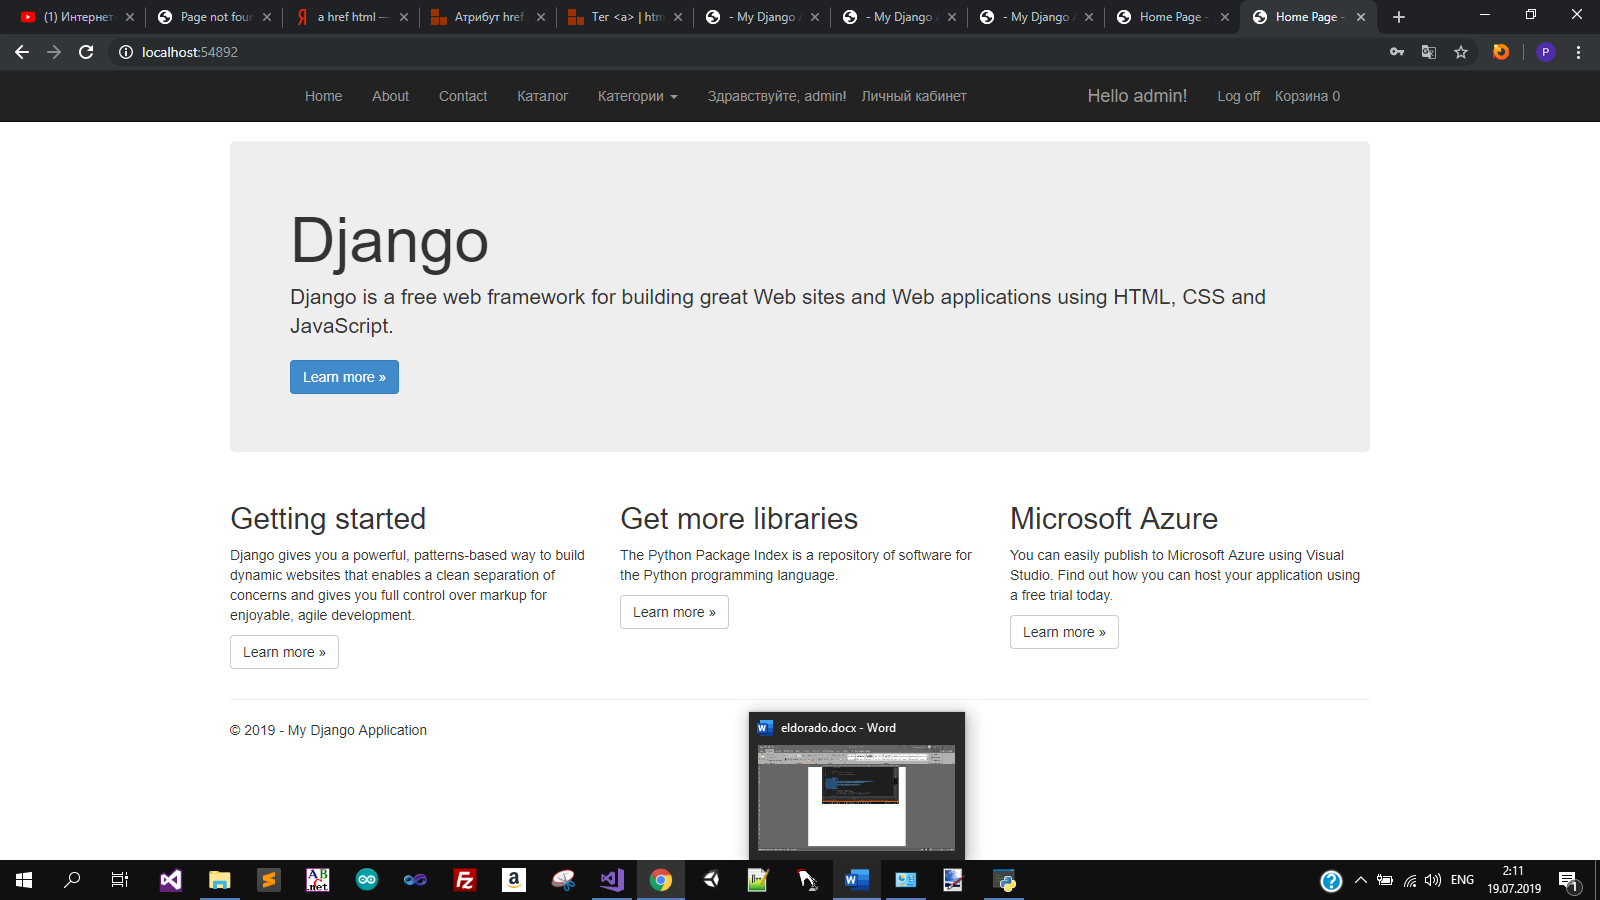 (1) Интернет-
Page not foun
a href html —
Атрибут href
Тег <a> | htm
- My Django A
- My Django A
- My Django A
Home Page -
Home Page -
localhost:54892
P
Home About Contact Каталог Категории Здравствуйте, admin! Личный кабинет Hello admin! Log off Корзина 0
Django
Django is a free web framework for building great Web sites and Web applications using HTML, CSS and
JavaScript.
Learn more »
Getting started
Django gives you a powerful, patterns-based way to build
dynamic websites that enables a clean separation of
concerns and gives you full control over markup for
enjoyable, agile development.
Learn more »
Get more libraries
The Python Package Index is a repository of software for
the Python programming language.
Learn more »
Microsoft Azure
You can easily publish to Microsoft Azure using Visual
Studio. Find out how you can host your application using
a free trial today.
Learn more »
© 2019 - My Django Application
eldorado.docx - Word
ENG
2:11
19.07.2019
1